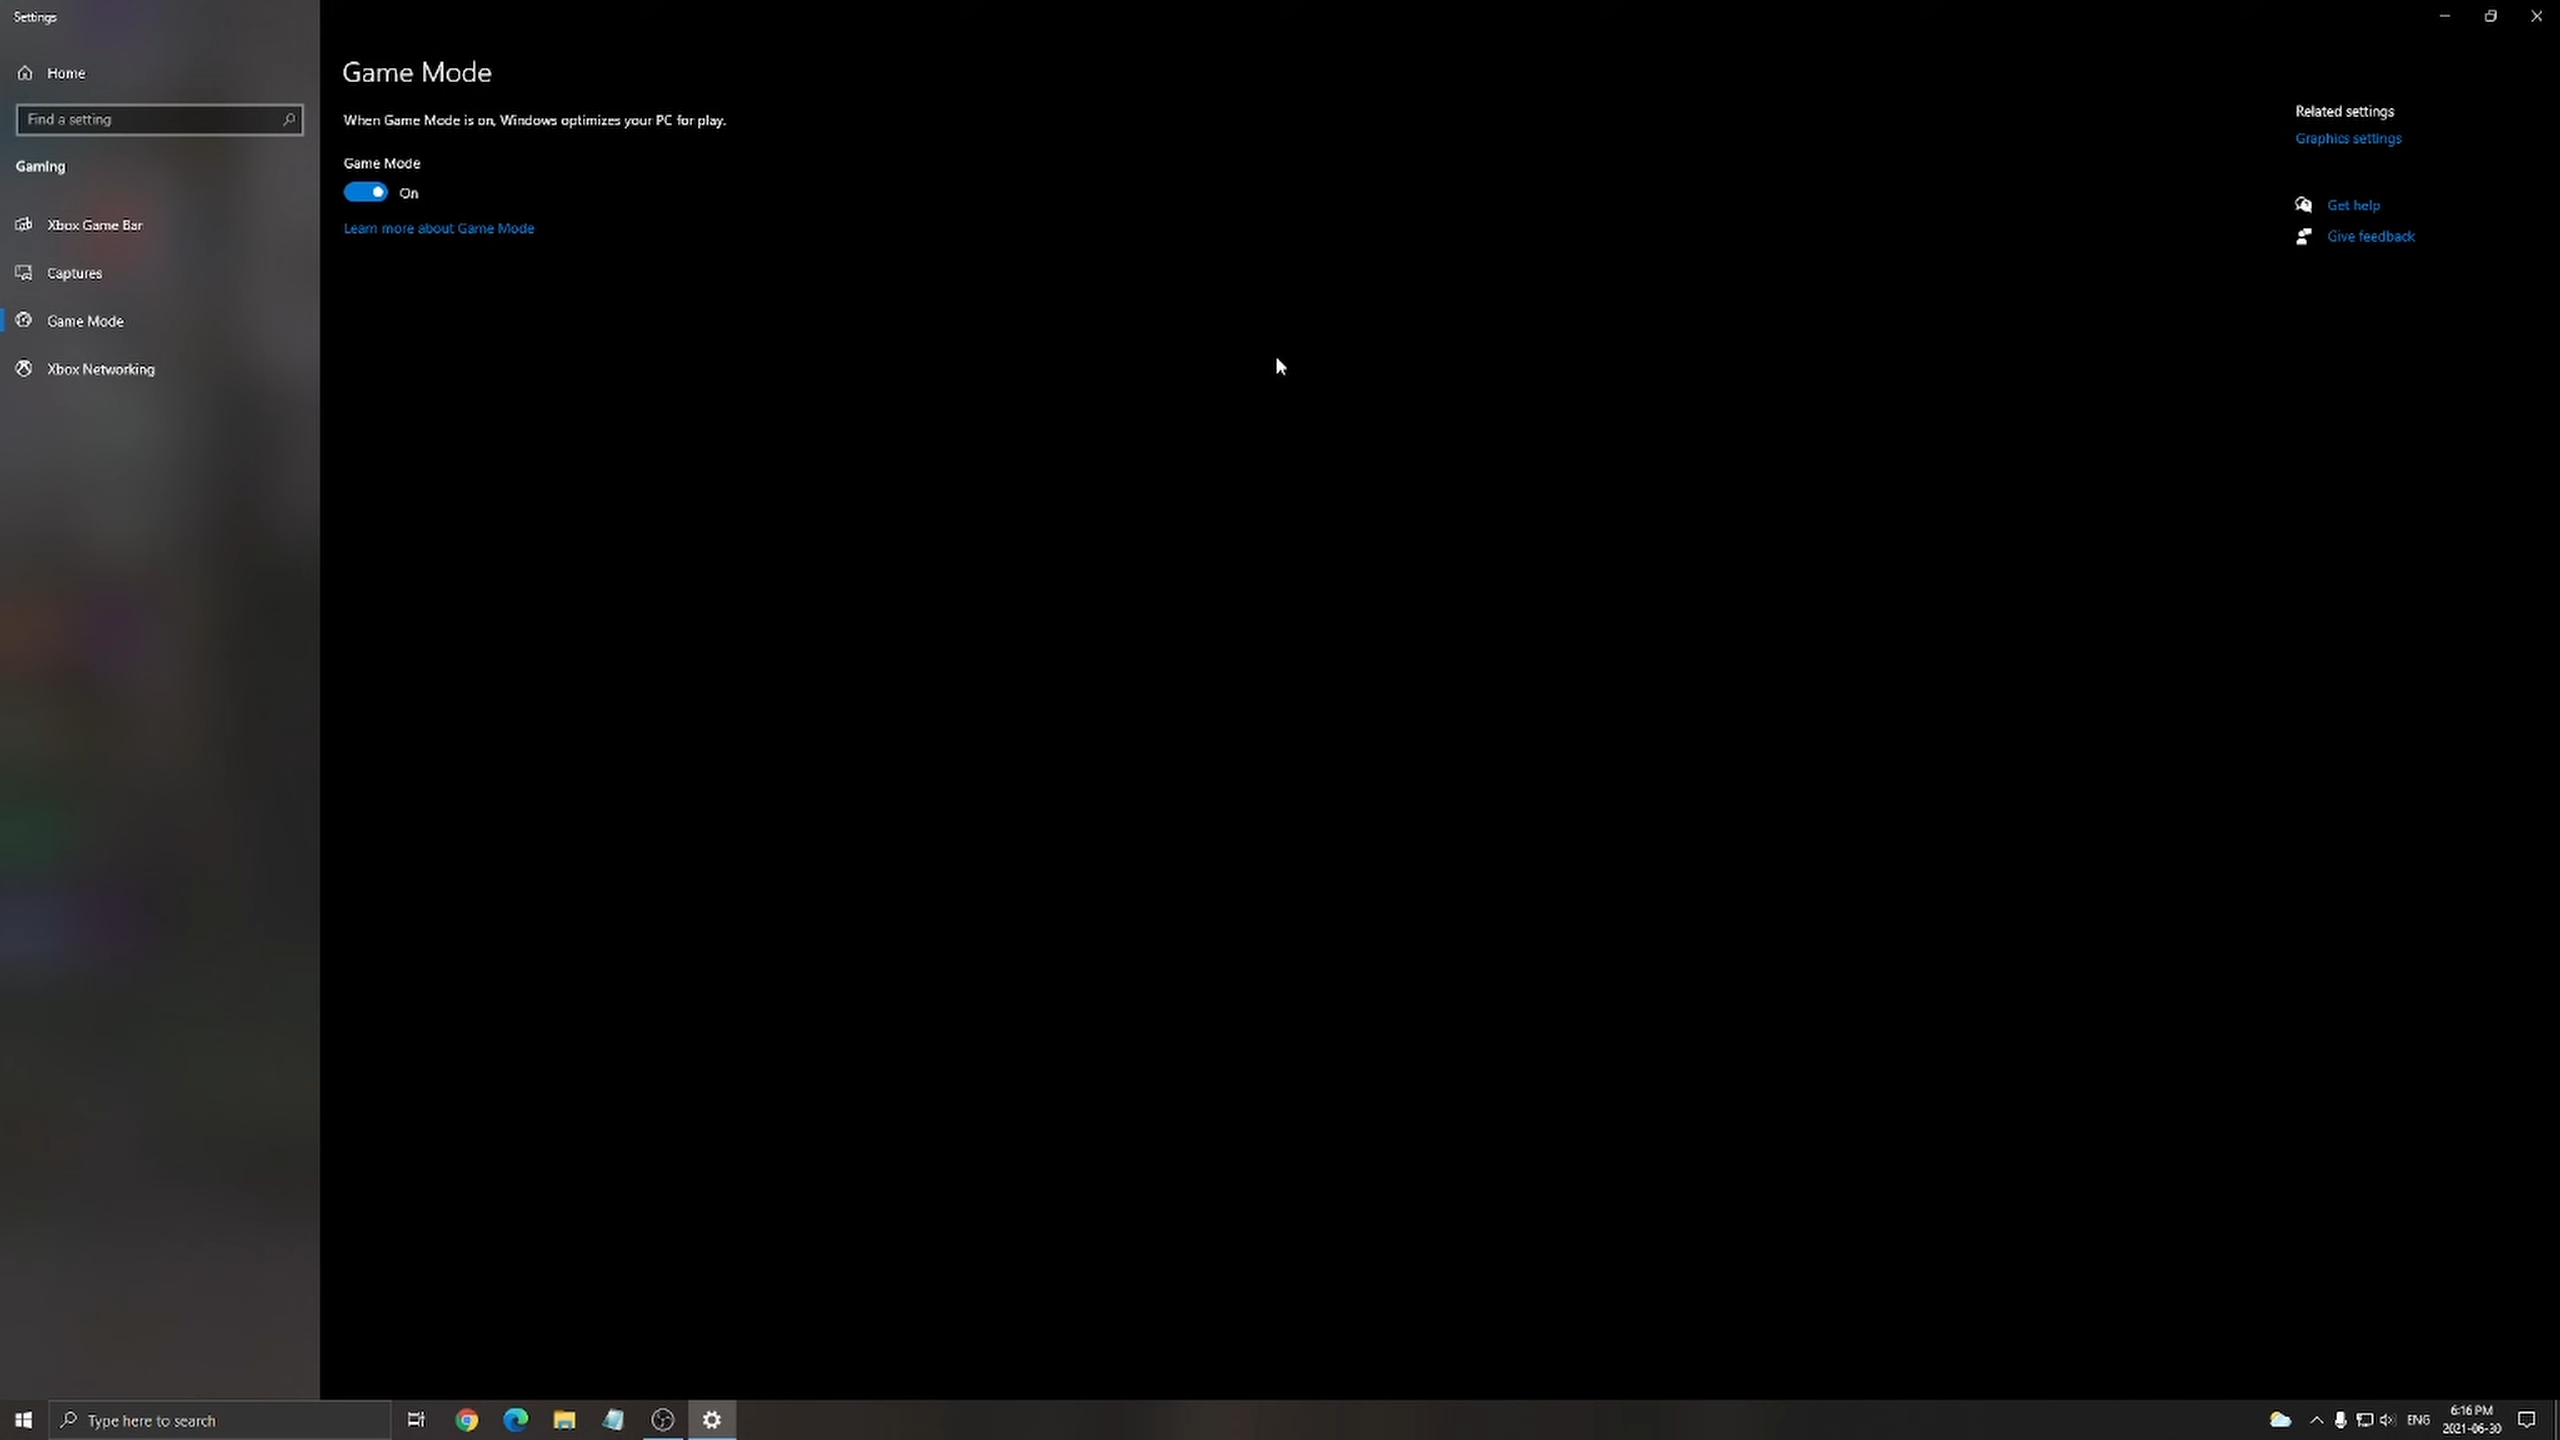 Settings
Home
Find a setting
Gaming
Xbox Game Bar
Captures
Game Mode
Xbox Networking
Game Mode
When Game Mode is on, Windows optimizes your PC for play.
Game Mode
On
Learn more about Game Mode
Related settings
Graphics settings
Get help
Give feedback
Type here to search
ENG
6:16 PM
2021-06-30